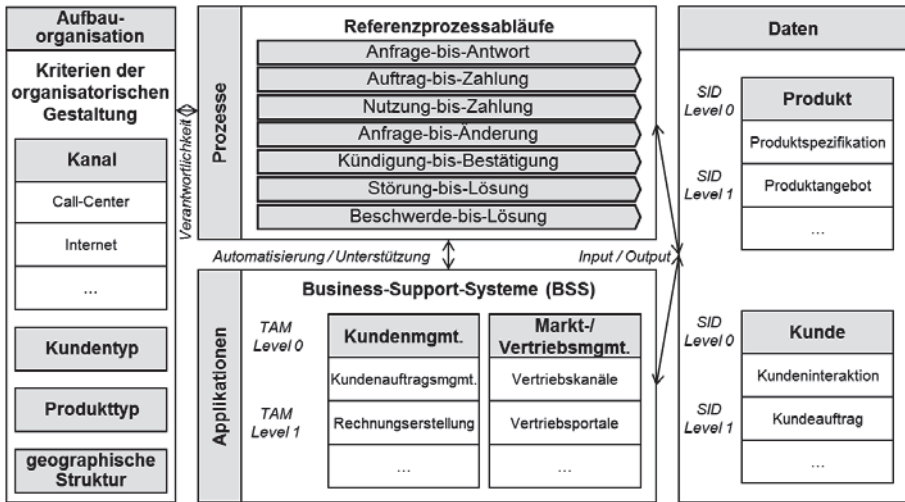 Aufbau-
organisation
Kriterien der
organisatorischen
Gestaltung
Kanal
Call-Center
Internet
...
Kundentyp
Produkttyp
geographische
Struktur
Verantwortlichkeit
Prozesse
Referenzprozessabläufe
Anfrage-bis-Antwort
Auftrag-bis-Zahlung
Nutzung-bis-Zahlung
Anfrage-bis-Änderung
Kündigung-bis-Bestätigung
Störung-bis-Lösung
Beschwerde-bis-Lösung
Automatisierung / Unterstützung
Input / Output
Applikationen
Business-Support-Systeme (BSS)
TAM
Level 0
Kundenmgmt.
Kundenauftragsmgmt.
TAM
Level 1
Rechnungserstellung
...
Markt-/
Vertriebsmgmt.
Vertriebskanäle
Vertriebsportale
...
Daten
SID
Level 0
Produkt
Produktspezifikation
SID
Level 1
Produktangebot
...
SID
Level 0
Kunde
Kundeninteraktion
SID
Level 1
Kundeauftrag
...